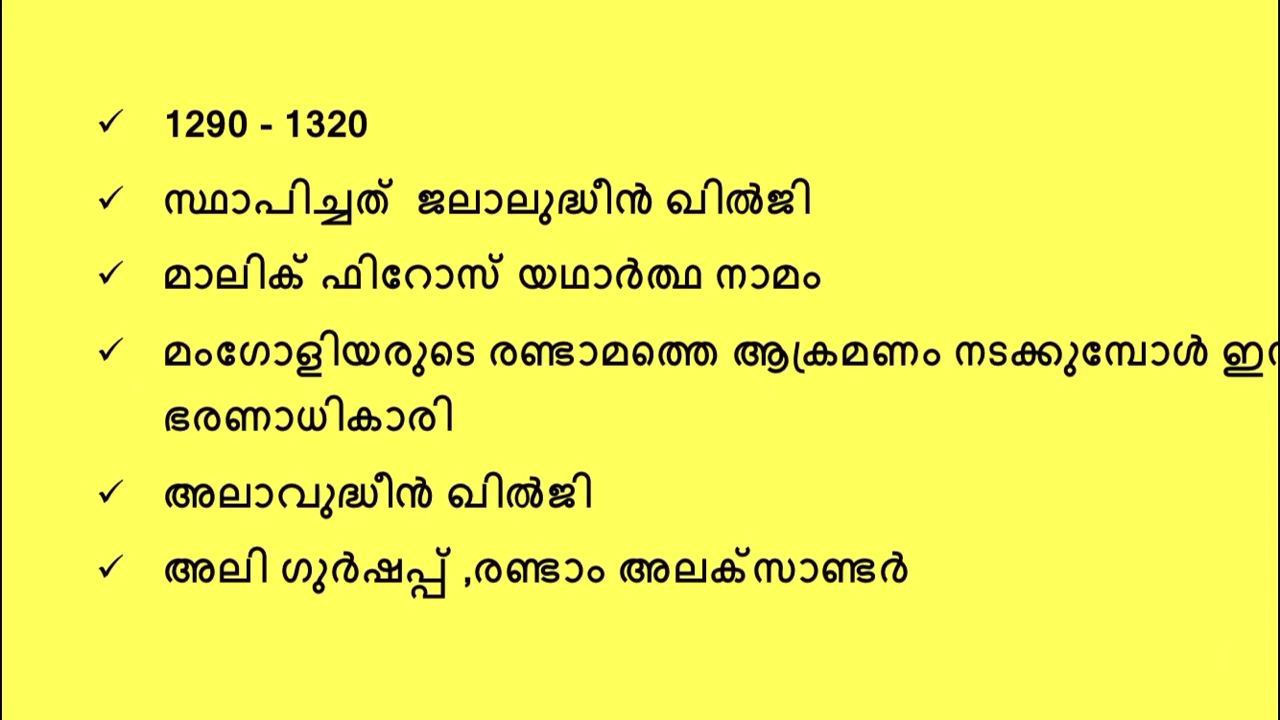 ✓ 1290 - 1320
✓ സ്ഥാപിച്ചത് ജലാലുദ്ധീൻ ഖിൽജി
✓ മാലിക് ഫിറോസ് യഥാർത്ഥ നാമം
✓ മംഗോളിയരുടെ രണ്ടാമത്തെ ആക്രമണം നടക്കുമ്പോൾ
ഭരണാധികാരി
✓ അലാവുദ്ധീൻ ഖിൽജി
✓ അലി ഗുർഷപ്പ് ,രണ്ടാം അലക്സാണ്ടർ